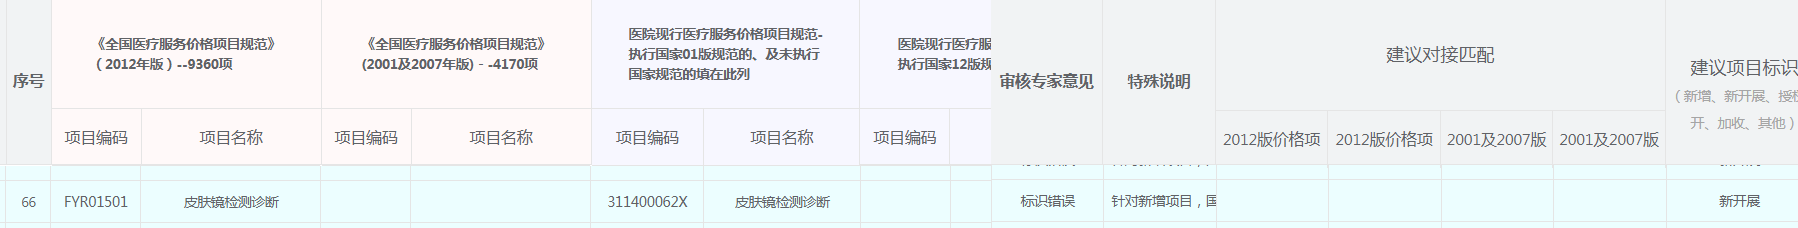 序号
《全国医疗服务价格项目规范》
（2012年版）--9360项
《全国医疗服务价格项目规范》
(2001及2007年版) - -4170项
医院现行医疗服务价格项目规范-
执行国家01版规范的、及未执行
国家规范的填在此列
医院现行医疗服
执行国家12版规
审核专家意见
特殊说明
建议对接匹配
建议项目标识
（新增、新开展、授权
开、加收、其他）
项目编码
项目名称
项目编码
项目名称
项目编码
项目名称
项目编码
2012版价格项
2012版价格项
2001及2007版
2001及2007版
66
FYR01501
皮肤镜检测诊断
311400062X
皮肤镜检测诊断
标识错误
针对新增项目，国
新开展